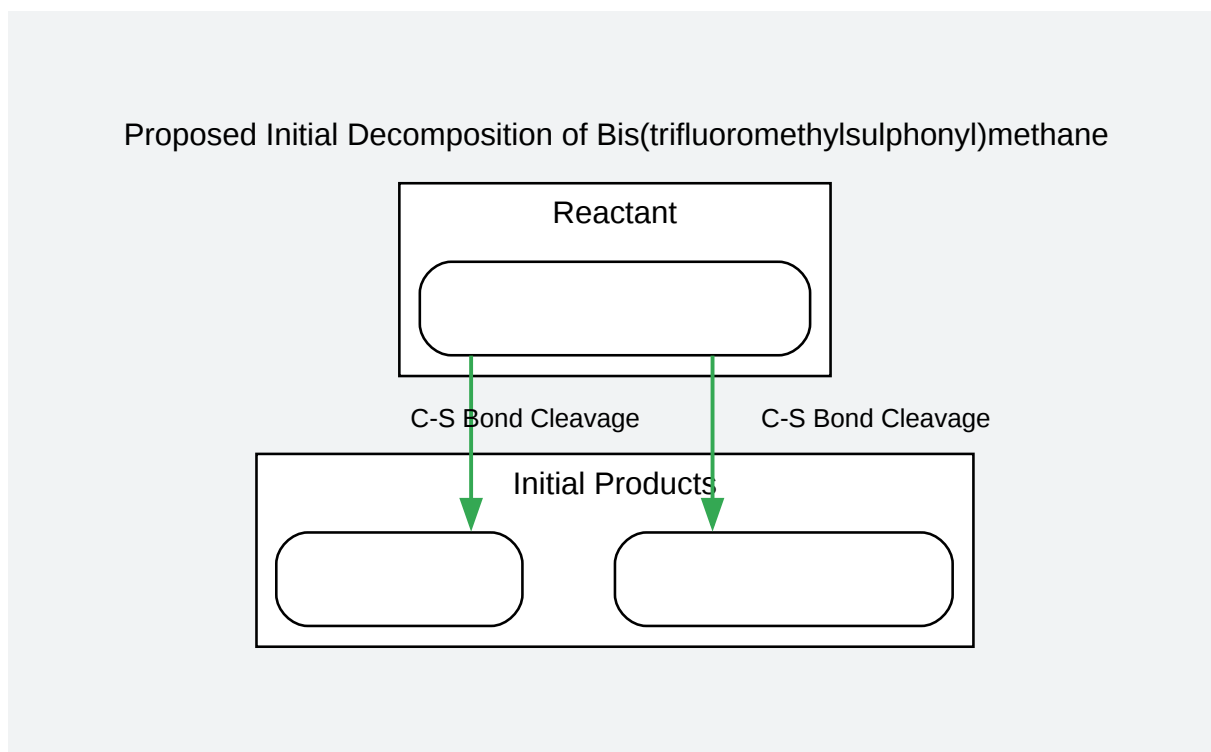 Proposed Initial Decomposition of Bis(trifluoromethylsulphonyl)methane
Reactant
C-S Bond Cleavage
C-S Bond Cleavage
Initial Products